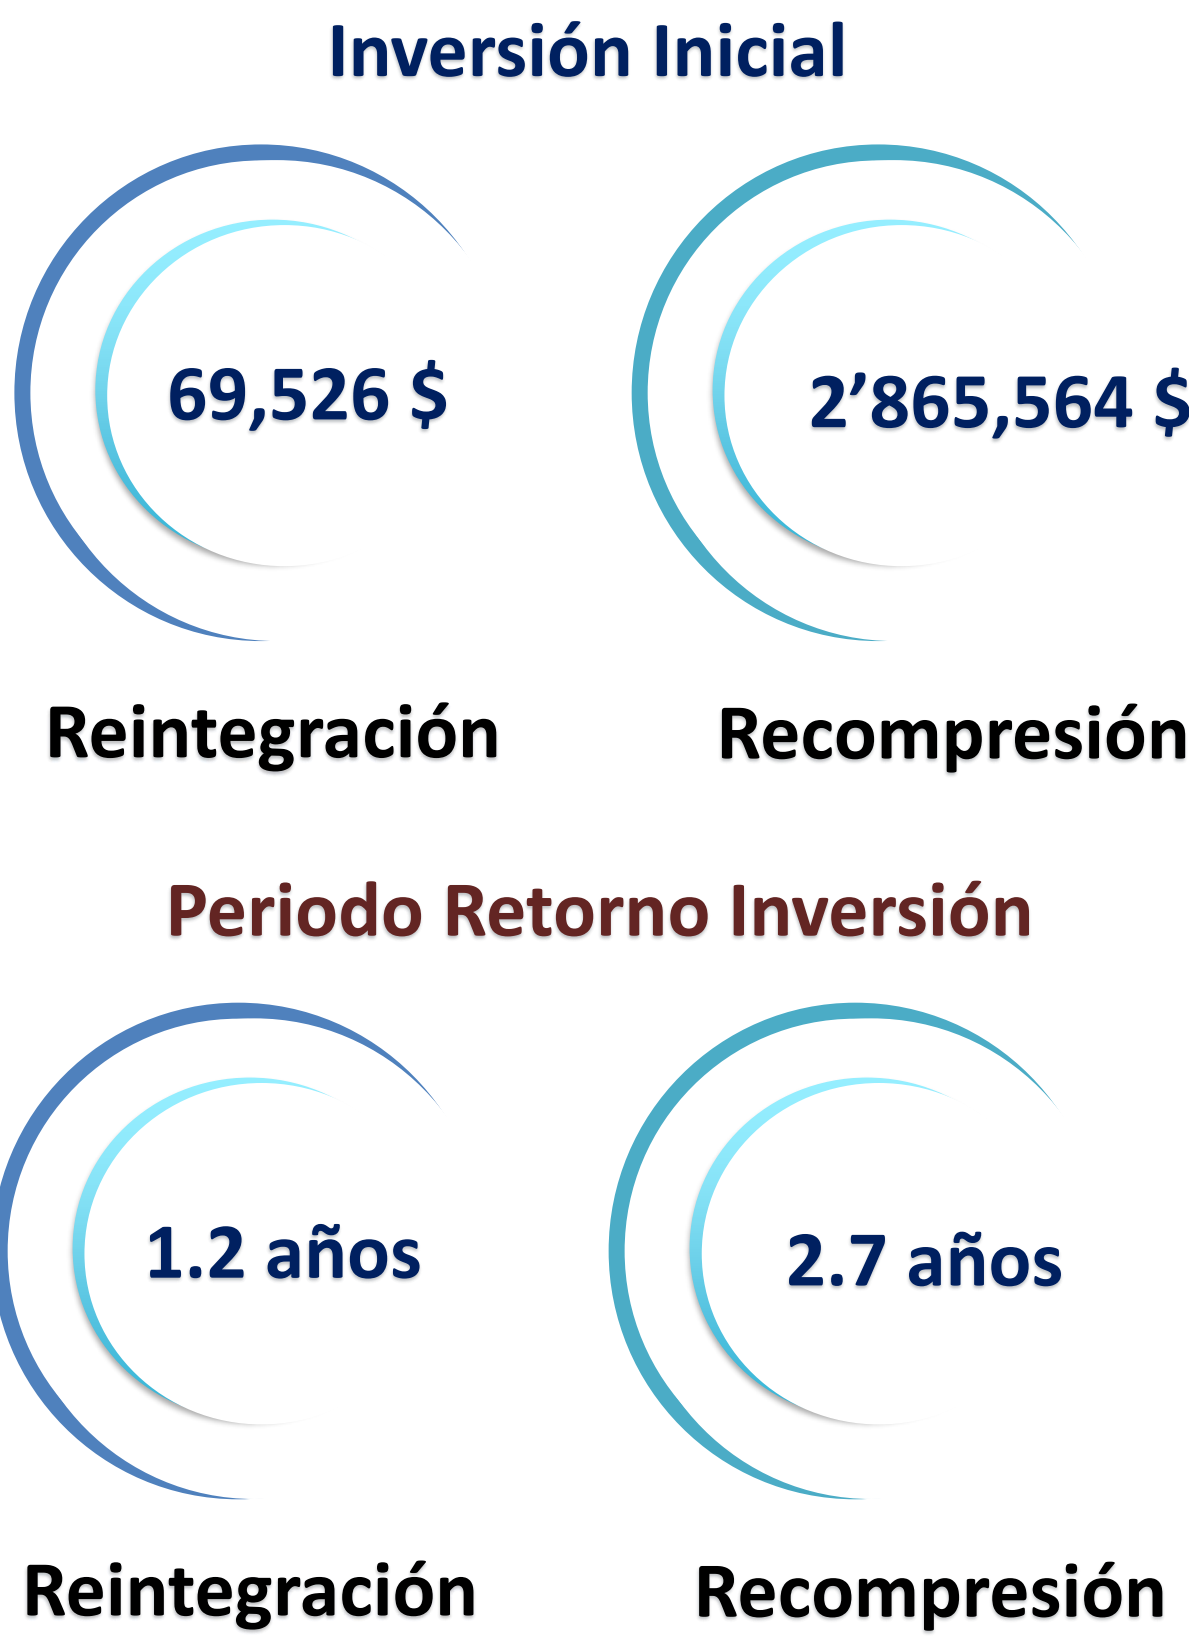 Inversión Inicial
69,526 $
2’865,564 $
Reintegración
Recompresión
Periodo Retorno Inversión
1.2 años
2.7 años
Reintegración
Recompresión